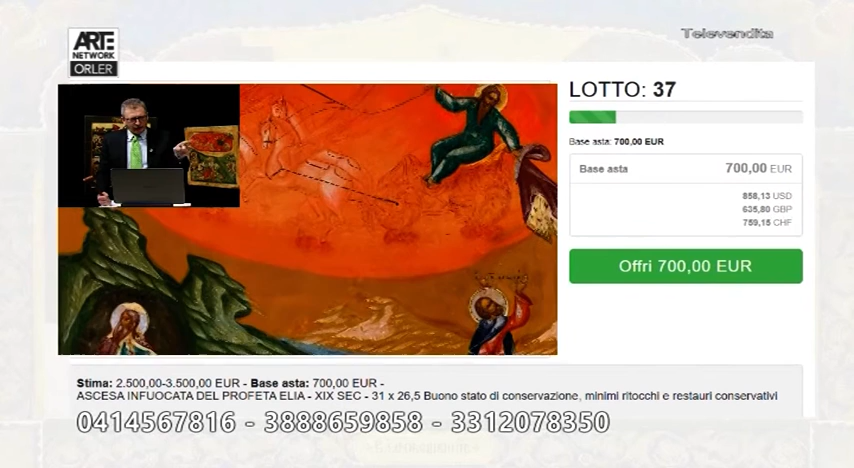 ARTE
NETWORK
ORLER
Televendita
LOTTO: 37
Base asta: 700,00 EUR
Base asta 700,00 EUR
858,13 USD
635,80 GBP
759,15 CHF
Offri 700,00 EUR
Stima: 2.500,00-3.500,00 EUR - Base asta: 700,00 EUR -
ASCESA INFUOCATA DEL PROFETA ELIA - XIX SEC - 31 x 26,5 Buono stato di conservazione, minimi ritocchi e restauri conservativi
0414567816 - 3888659858 - 3312078350